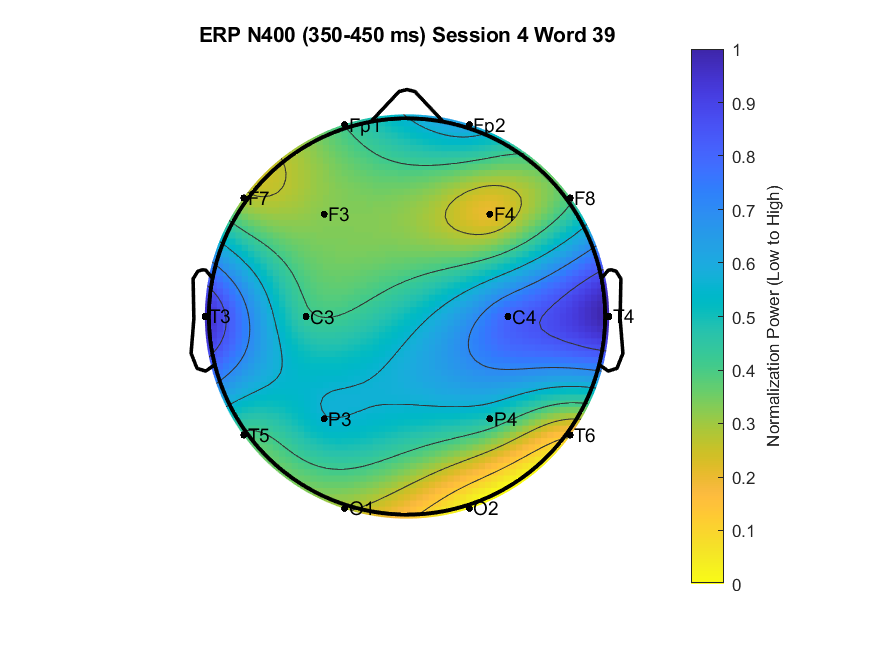 ERP N400 (350-450 ms) Session 4 Word 39
Fp1 Fp2
F7 F3 F4 F8
T3 C3 C4 T4
T5 P3 P4 T6
O1 O2
1
0.9
0.8
0.7
0.6
0.5
0.4
0.3
0.2
0.1
0
Normalization Power (Low to High)